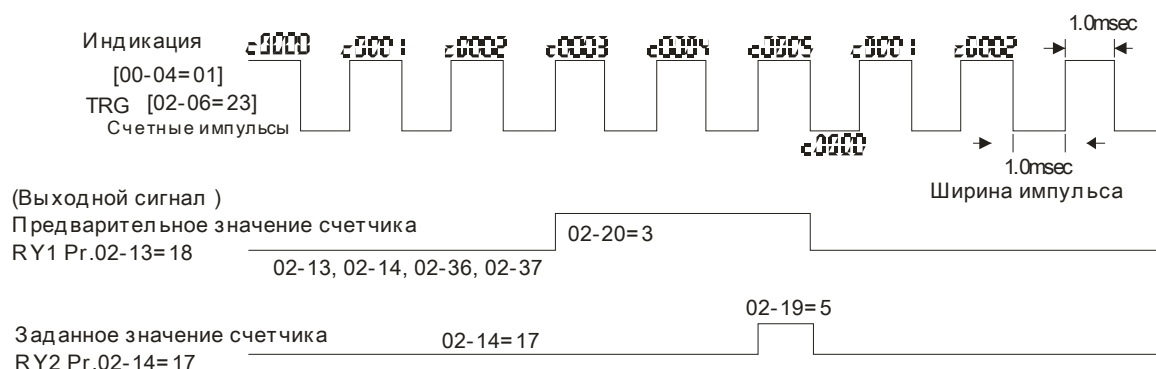 1.0msec
Индикация c0000 c0001 c0002 c0003 c0004 c0005 c0001 c0002
[00-04=01]
TRG [02-06=23]
Счетные импульсы
c0000
1.0msec
Ширина импульса
(Выходной сигнал )
Предварительное значение счетчика
02-20=3
RY1 Pr.02-13=18
02-13, 02-14, 02-36, 02-37
02-19=5
Заданное значение счетчика
02-14=17
RY2 Pr.02-14=17